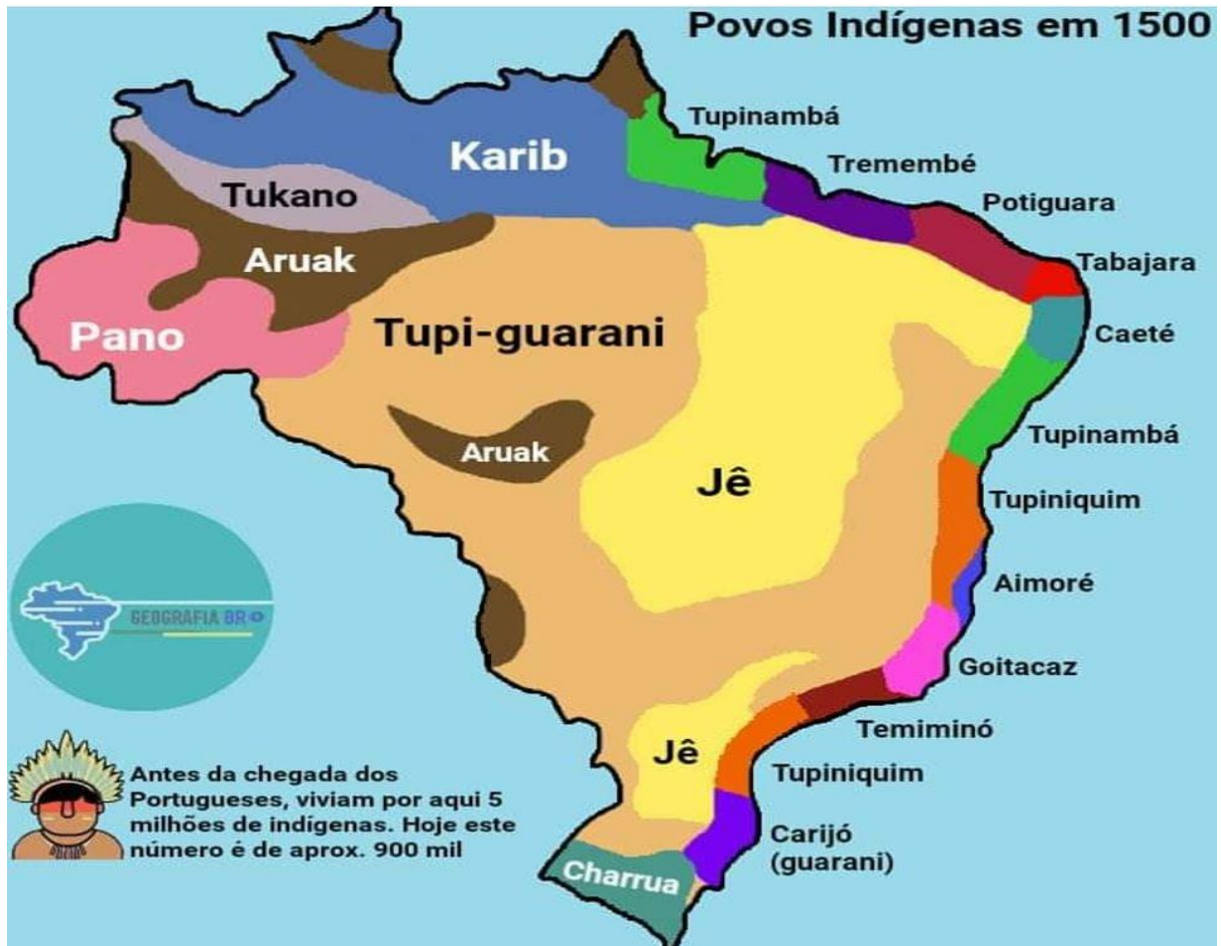 Povos Indígenas em 1500
Tupinambá
Karib
Tremembé
Tukano
Potiguara
Aruak
Tabajara
Pano
Tupi-guarani
Caeté
Aruak
Tupinambá
Jê
Tupiniquim
Aimoré
GEOGRAFIA BR
Goitacaz
Temiminó
Jê
Tupiniquim
Antes da chegada dos
Portugueses, viviam por aqui 5
milhões de indígenas. Hoje este
número é de aprox. 900 mil
Carijó
(guarani)
Charrua